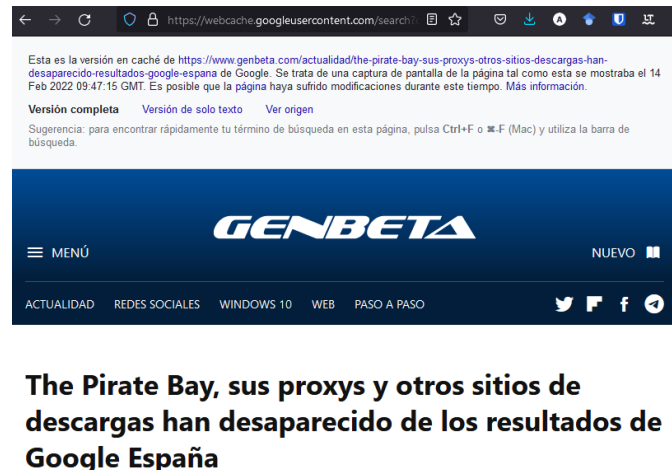 https://webcache.googleusercontent.com/search?
Esta es la versión en caché de https://www.genbeta.com/actualidad/the-pirate-bay-sus-proxys-otros-sitios-descargas-han-
desaparecido-resultados-google-espana de Google. Se trata de una captura de pantalla de la página tal como esta se mostraba el 14
Feb 2022 09:47:15 GMT. Es posible que la página haya sufrido modificaciones durante este tiempo. Más información.
Versión completa Versión de solo texto Ver origen
Sugerencia: para encontrar rápidamente tu término de búsqueda en esta página, pulsa Ctrl+F o ⌘-F (Mac) y utiliza la barra de
búsqueda.
GENBETA
MENÚ
NUEVO
ACTUALIDAD REDES SOCIALES WINDOWS 10 WEB PASO A PASO
The Pirate Bay, sus proxys y otros sitios de
descargas han desaparecido de los resultados de
Google España